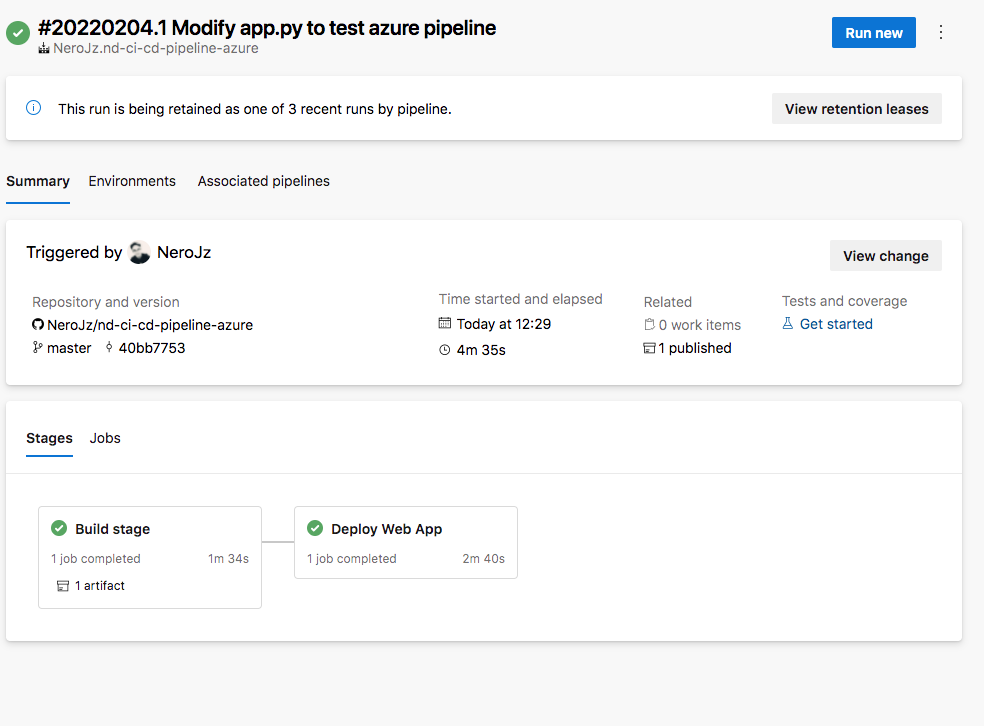 #20220204.1 Modify app.py to test azure pipeline
NeroJz.nd-ci-cd-pipeline-azure
Run new
This run is being retained as one of 3 recent runs by pipeline.
View retention leases
Summary
Environments
Associated pipelines
Triggered by NeroJz
View change
Repository and version
NeroJz/nd-ci-cd-pipeline-azure
master 40bb7753
Time started and elapsed
Today at 12:29
4m 35s
Related
0 work items
1 published
Tests and coverage
Get started
Stages
Jobs
Build stage
1 job completed 1m 34s
1 artifact
Deploy Web App
1 job completed 2m 40s